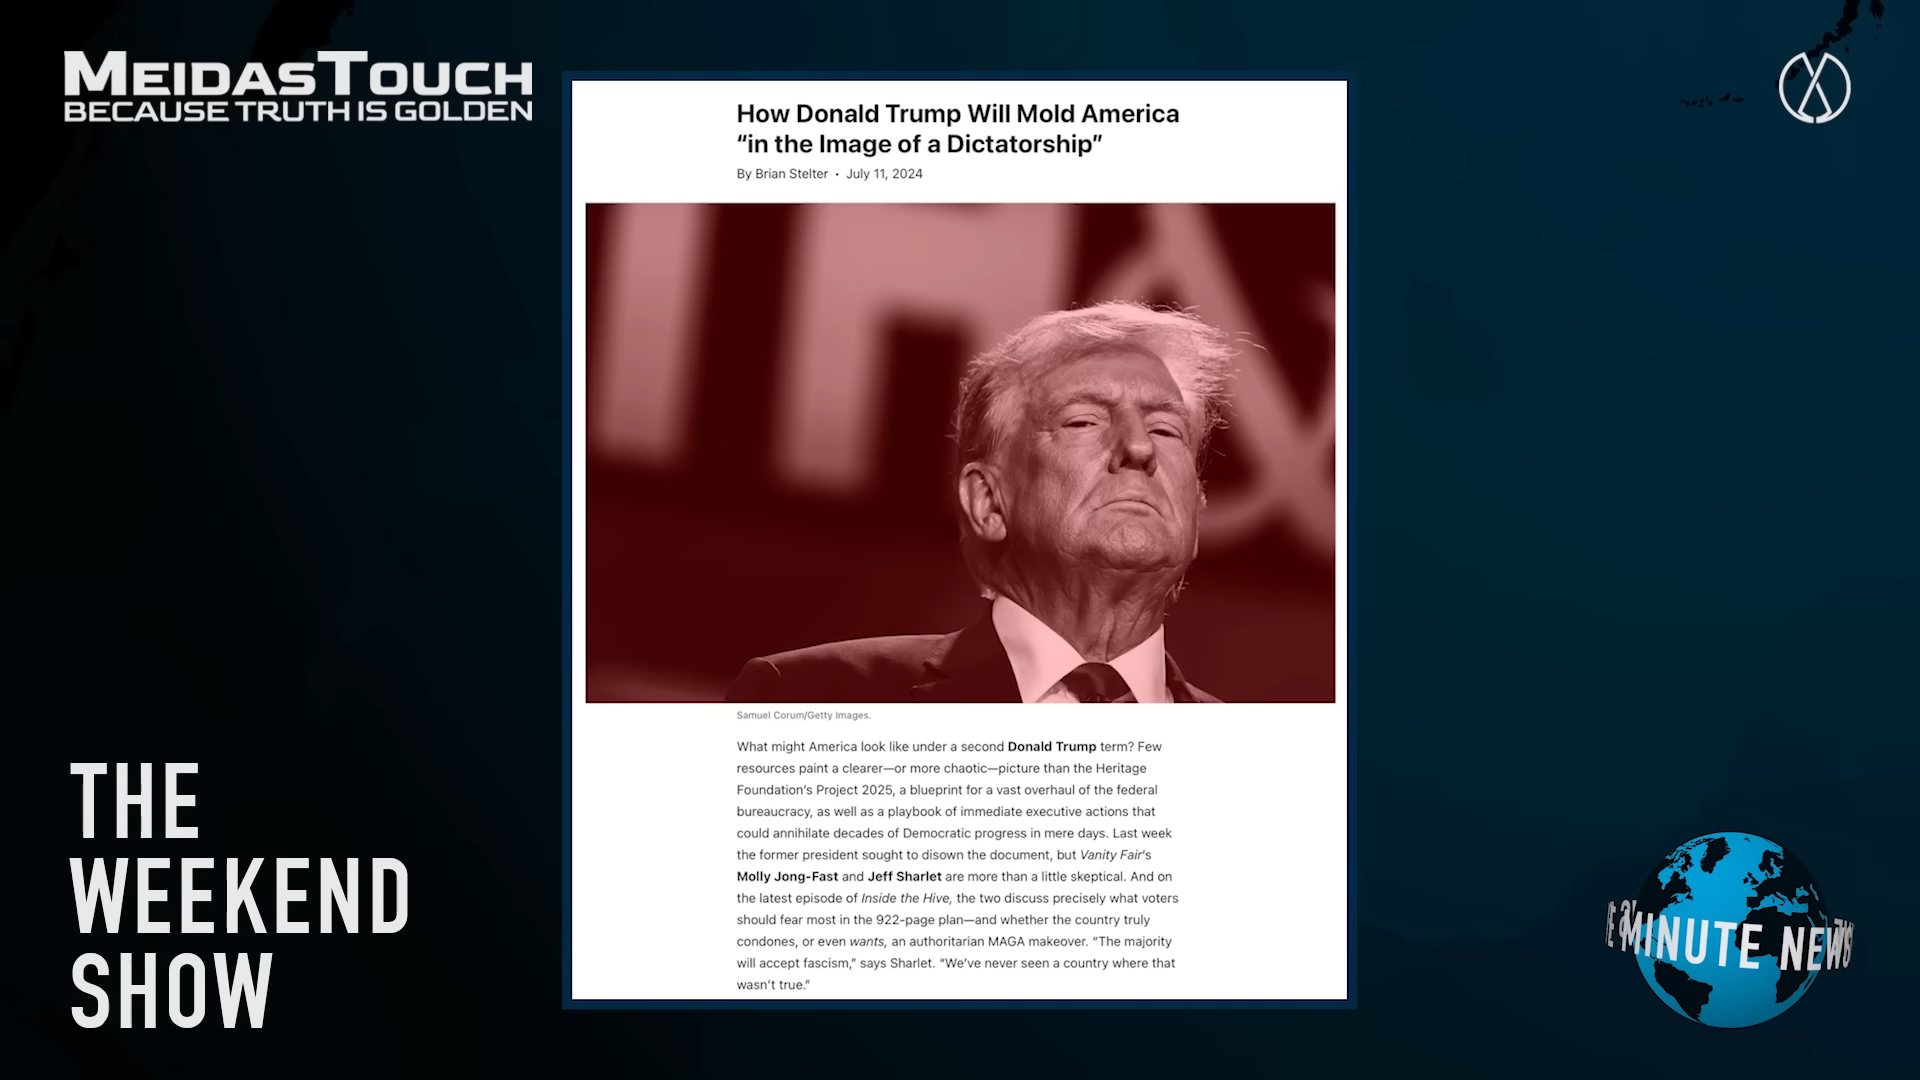 MEIDASTOUCH
BECAUSE TRUTH IS GOLDEN
How Donald Trump Will Mold America
“in the Image of a Dictatorship”
By Brian Stelter • July 11, 2024
Samuel Corum/Getty Images.
What might America look like under a second Donald Trump term? Few
resources paint a clearer—or more chaotic—picture than the Heritage
Foundation’s Project 2025, a blueprint for a vast overhaul of the federal
bureaucracy, as well as a playbook of immediate executive actions that
could annihilate decades of Democratic progress in mere days. Last week
the former president sought to disown the document, but Vanity Fair’s
Molly Jong-Fast and Jeff Sharlet are more than a little skeptical. And on
the latest episode of Inside the Hive, the two discuss precisely what voters
should fear most in the 922-page plan—and whether the country truly
condones, or even wants, an authoritarian MAGA makeover. “The majority
will accept fascism,” says Sharlet. “We’ve never seen a country where that
wasn’t true.”
THE
WEEKEND
SHOW
MINUTE NEWS